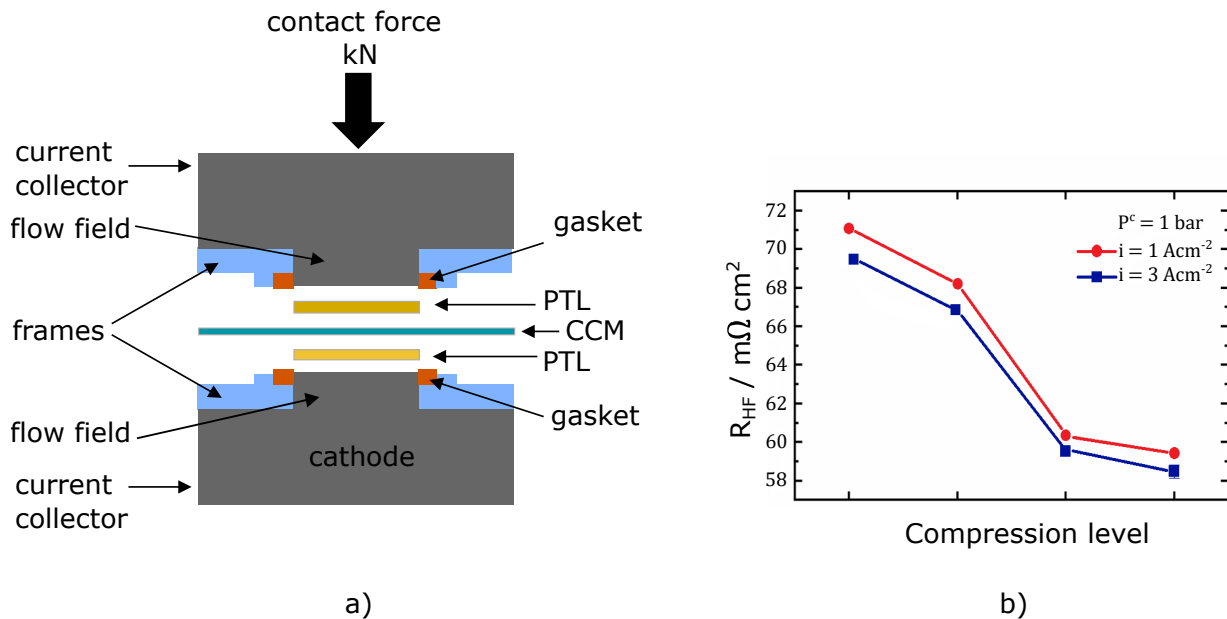 contact force
kN
current
collector
flow field
gasket
PTL
frames
CCM
PTL
gasket
flow field
cathode
current
collector
a)
R_HF / mΩ cm²
72
70
68
66
64
62
60
58
Pᶜ = 1 bar
i = 1 Acm⁻²
i = 3 Acm⁻²
Compression level
b)